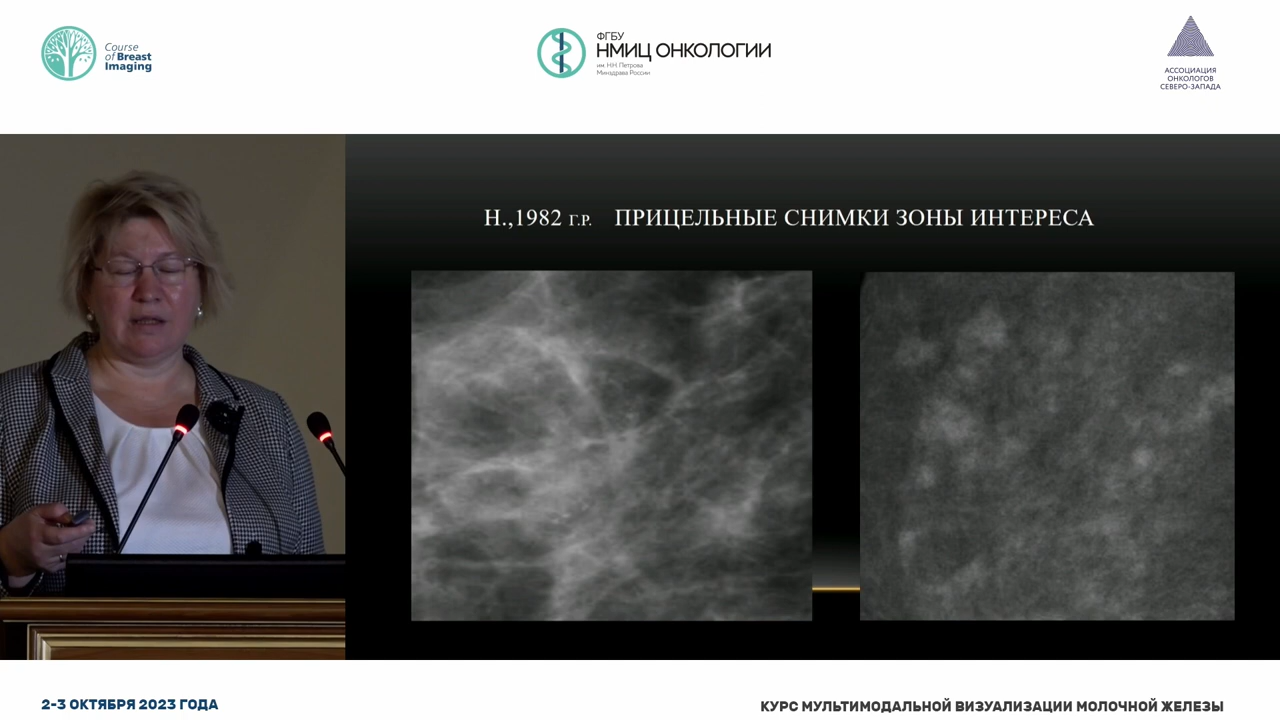 Course
of Breast
Imaging
ФГБУ
НМИЦ ОНКОЛОГИИ
им. Н.Н. Петрова
Минздрава России
АССОЦИАЦИЯ
ОНКОЛОГОВ
СЕВЕРО-ЗАПАДА
Н.,1982 Г.Р. ПРИЦЕЛЬНЫЕ СНИМКИ ЗОНЫ ИНТЕРЕСА
2-3 ОКТЯБРЯ 2023 ГОДА
КУРС МУЛЬТИМОДАЛЬНОЙ ВИЗУАЛИЗАЦИИ МОЛОЧНОЙ ЖЕЛЕЗЫ